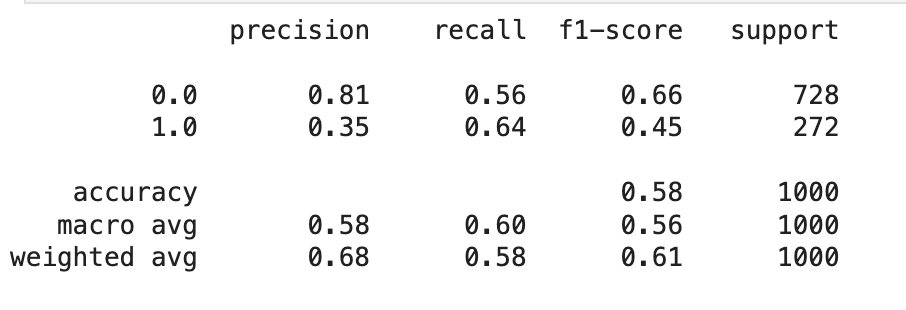 precision recall f1-score support
0.0 0.81 0.56 0.66 728
1.0 0.35 0.64 0.45 272
accuracy 0.58 1000
macro avg 0.58 0.60 0.56 1000
weighted avg 0.68 0.58 0.61 1000